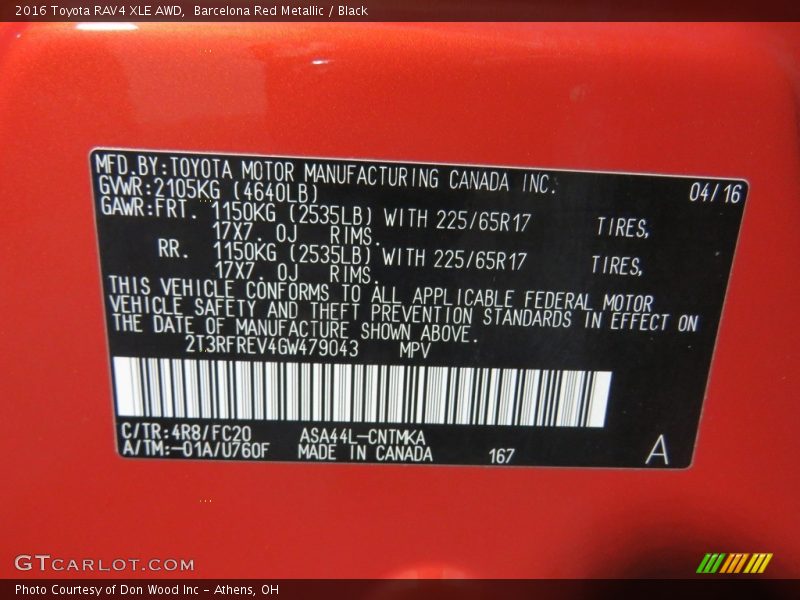 2016 Toyota RAV4 XLE AWD,  Barcelona Red Metallic / Black
MFD.BY:TOYOTA MOTOR MANUFACTURING CANADA INC.
04/16
GVWR:2105KG (4640LB)
GAWR:FRT. 1150KG (2535LB) WITH 225/65R17 TIRES,
17X7. 0J RIMS.
RR. 1150KG (2535LB) WITH 225/65R17 TIRES,
17X7. 0J RIMS.
THIS VEHICLE CONFORMS TO ALL APPLICABLE FEDERAL MOTOR
VEHICLE SAFETY AND THEFT PREVENTION STANDARDS IN EFFECT ON
THE DATE OF MANUFACTURE SHOWN ABOVE.
2T3RFREV4GW479043 MPV
C/TR:4R8/FC20 ASA44L-CNTMKA
A/TM:-01A/U760F MADE IN CANADA 167 A
GTCARLOT.COM
Photo Courtesy of Don Wood Inc - Athens, OH